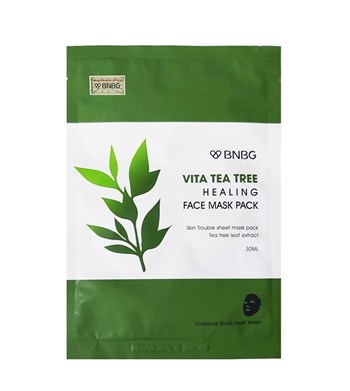 BNBG
BNBG
VITA TEA TREE
HEALING
FACE MASK PACK
Skin Trouble sheet mask pack
Tea tree leaf extract
30ML
Charcoal Black mask sheet